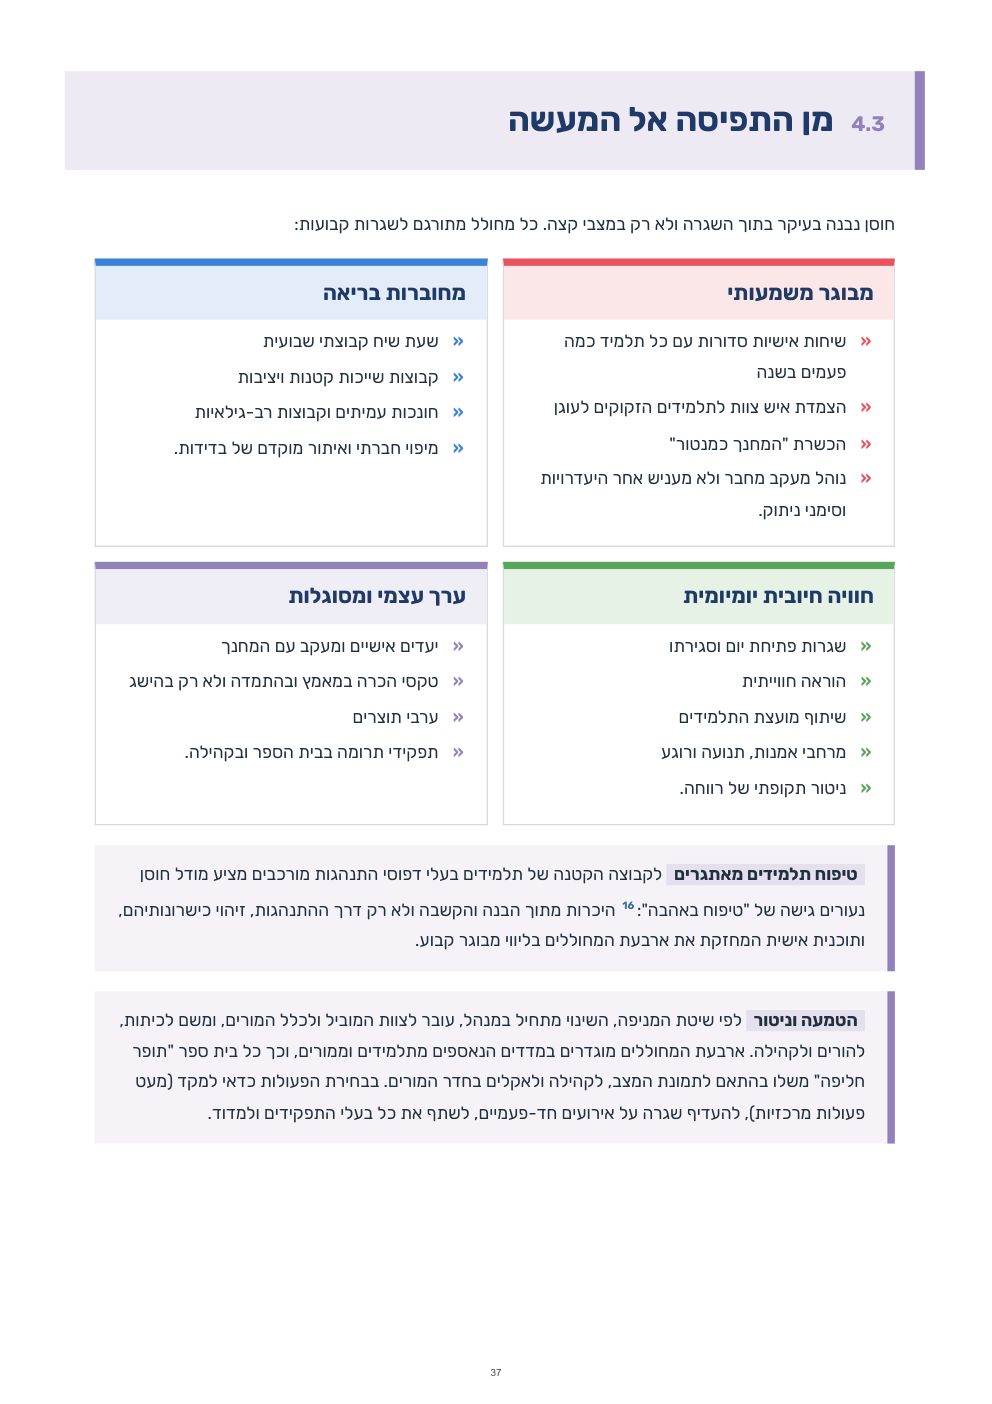 4.3 מן התפיסה אל המעשה
חוסן נבנה בעיקר בתוך השגרה ולא רק במצבי קצה. כל מחולל מתורגם לשגרות קבועות:
מבוגר משמעותי
« שיחות אישיות סדורות עם כל תלמיד כמה
פעמים בשנה
« הצמדת איש צוות לתלמידים הזקוקים לעוגן
« הכשרת "המחנך כמנטור"
« נוהל מעקב מחבר ולא מעניש אחר היעדרויות
וסימני ניתוק.
מחוברות בריאה
« שעת שיח קבוצתי שבועית
« קבוצות שייכות קטנות ויציבות
« חונכות עמיתים וקבוצות רב-גילאיות
« מיפוי חברתי ואיתור מוקדם של בדידות.
חוויה חיובית יומיומית
« שגרות פתיחת יום וסגירתו
« הוראה חווייתית
« שיתוף מועצת התלמידים
« מרחבי אמנות, תנועה ורוגע
« ניטור תקופתי של רווחה.
ערך עצמי ומסוגלות
« יעדים אישיים ומעקב עם המחנך
« טקסי הכרה במאמץ ובהתמדה ולא רק בהישג
« ערבי תוצרים
« תפקידי תרומה בבית הספר ובקהילה.
טיפוח תלמידים מאתגרים לקבוצה הקטנה של תלמידים בעלי דפוסי התנהגות מורכבים מציע מודל חוסן
נעורים גישה של "טיפוח באהבה":16 היכרות מתוך הבנה והקשבה ולא רק דרך ההתנהגות, זיהוי כישרונותיהם,
ותוכנית אישית המחזקת את ארבעת המחוללים בליווי מבוגר קבוע.
הטמעה וניטור לפי שיטת המניפה, השינוי מתחיל במנהל, עובר לצוות המוביל ולכלל המורים, ומשם לכיתות,
להורים ולקהילה. ארבעת המחוללים מוגדרים במדדים הנאספים מתלמידים וממורים, וכך כל בית ספר "תופר
חליפה" משלו בהתאם לתמונת המצב, לקהילה ולאקלים בחדר המורים. בבחירת הפעולות כדאי למקד (מעט
פעולות מרכזיות), להעדיף שגרה על אירועים חד-פעמיים, לשתף את כל בעלי התפקידים ולמדוד.
37